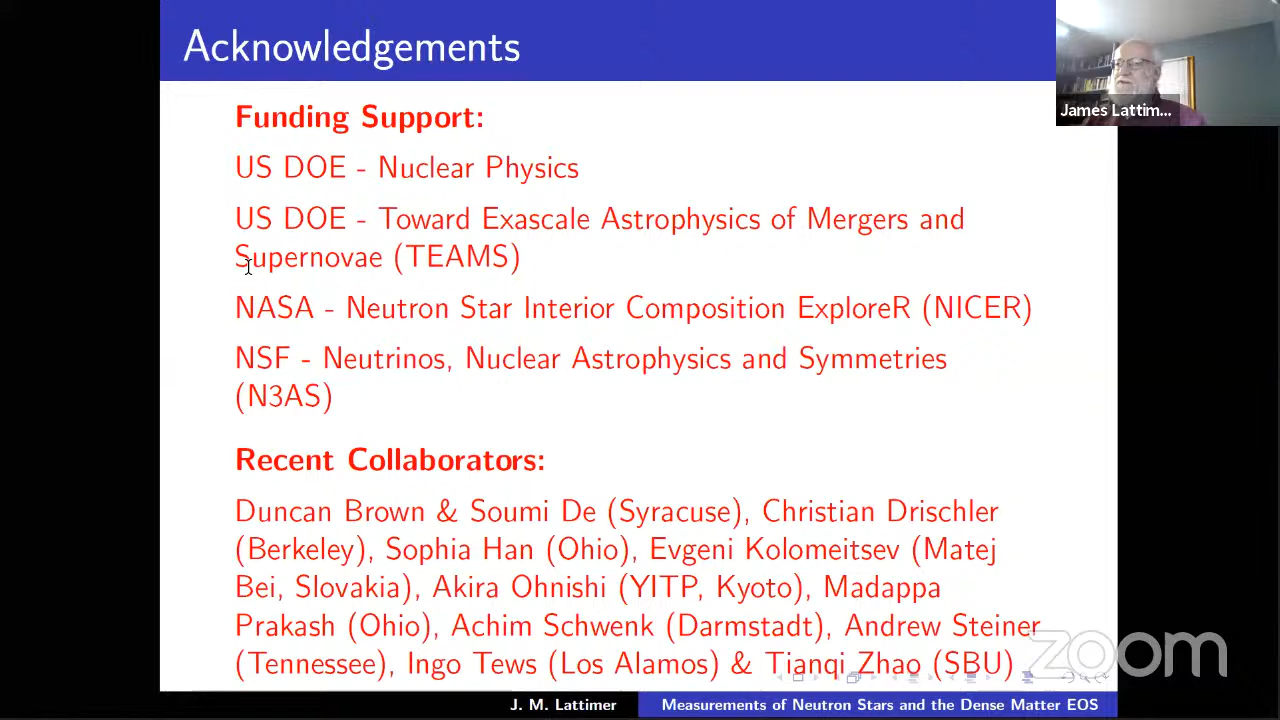 Acknowledgements
James Lattim...
Funding Support:
US DOE - Nuclear Physics
US DOE - Toward Exascale Astrophysics of Mergers and
Supernovae (TEAMS)
NASA - Neutron Star Interior Composition ExploreR (NICER)
NSF - Neutrinos, Nuclear Astrophysics and Symmetries
(N3AS)
Recent Collaborators:
Duncan Brown & Soumi De (Syracuse), Christian Drischler
(Berkeley), Sophia Han (Ohio), Evgeni Kolomeitsev (Matej
Bei, Slovakia), Akira Ohnishi (YITP, Kyoto), Madappa
Prakash (Ohio), Achim Schwenk (Darmstadt), Andrew Steiner
(Tennessee), Ingo Tews (Los Alamos) & Tianqi Zhao (SBU)
zoom
J. M. Lattimer
Measurements of Neutron Stars and the Dense Matter EOS